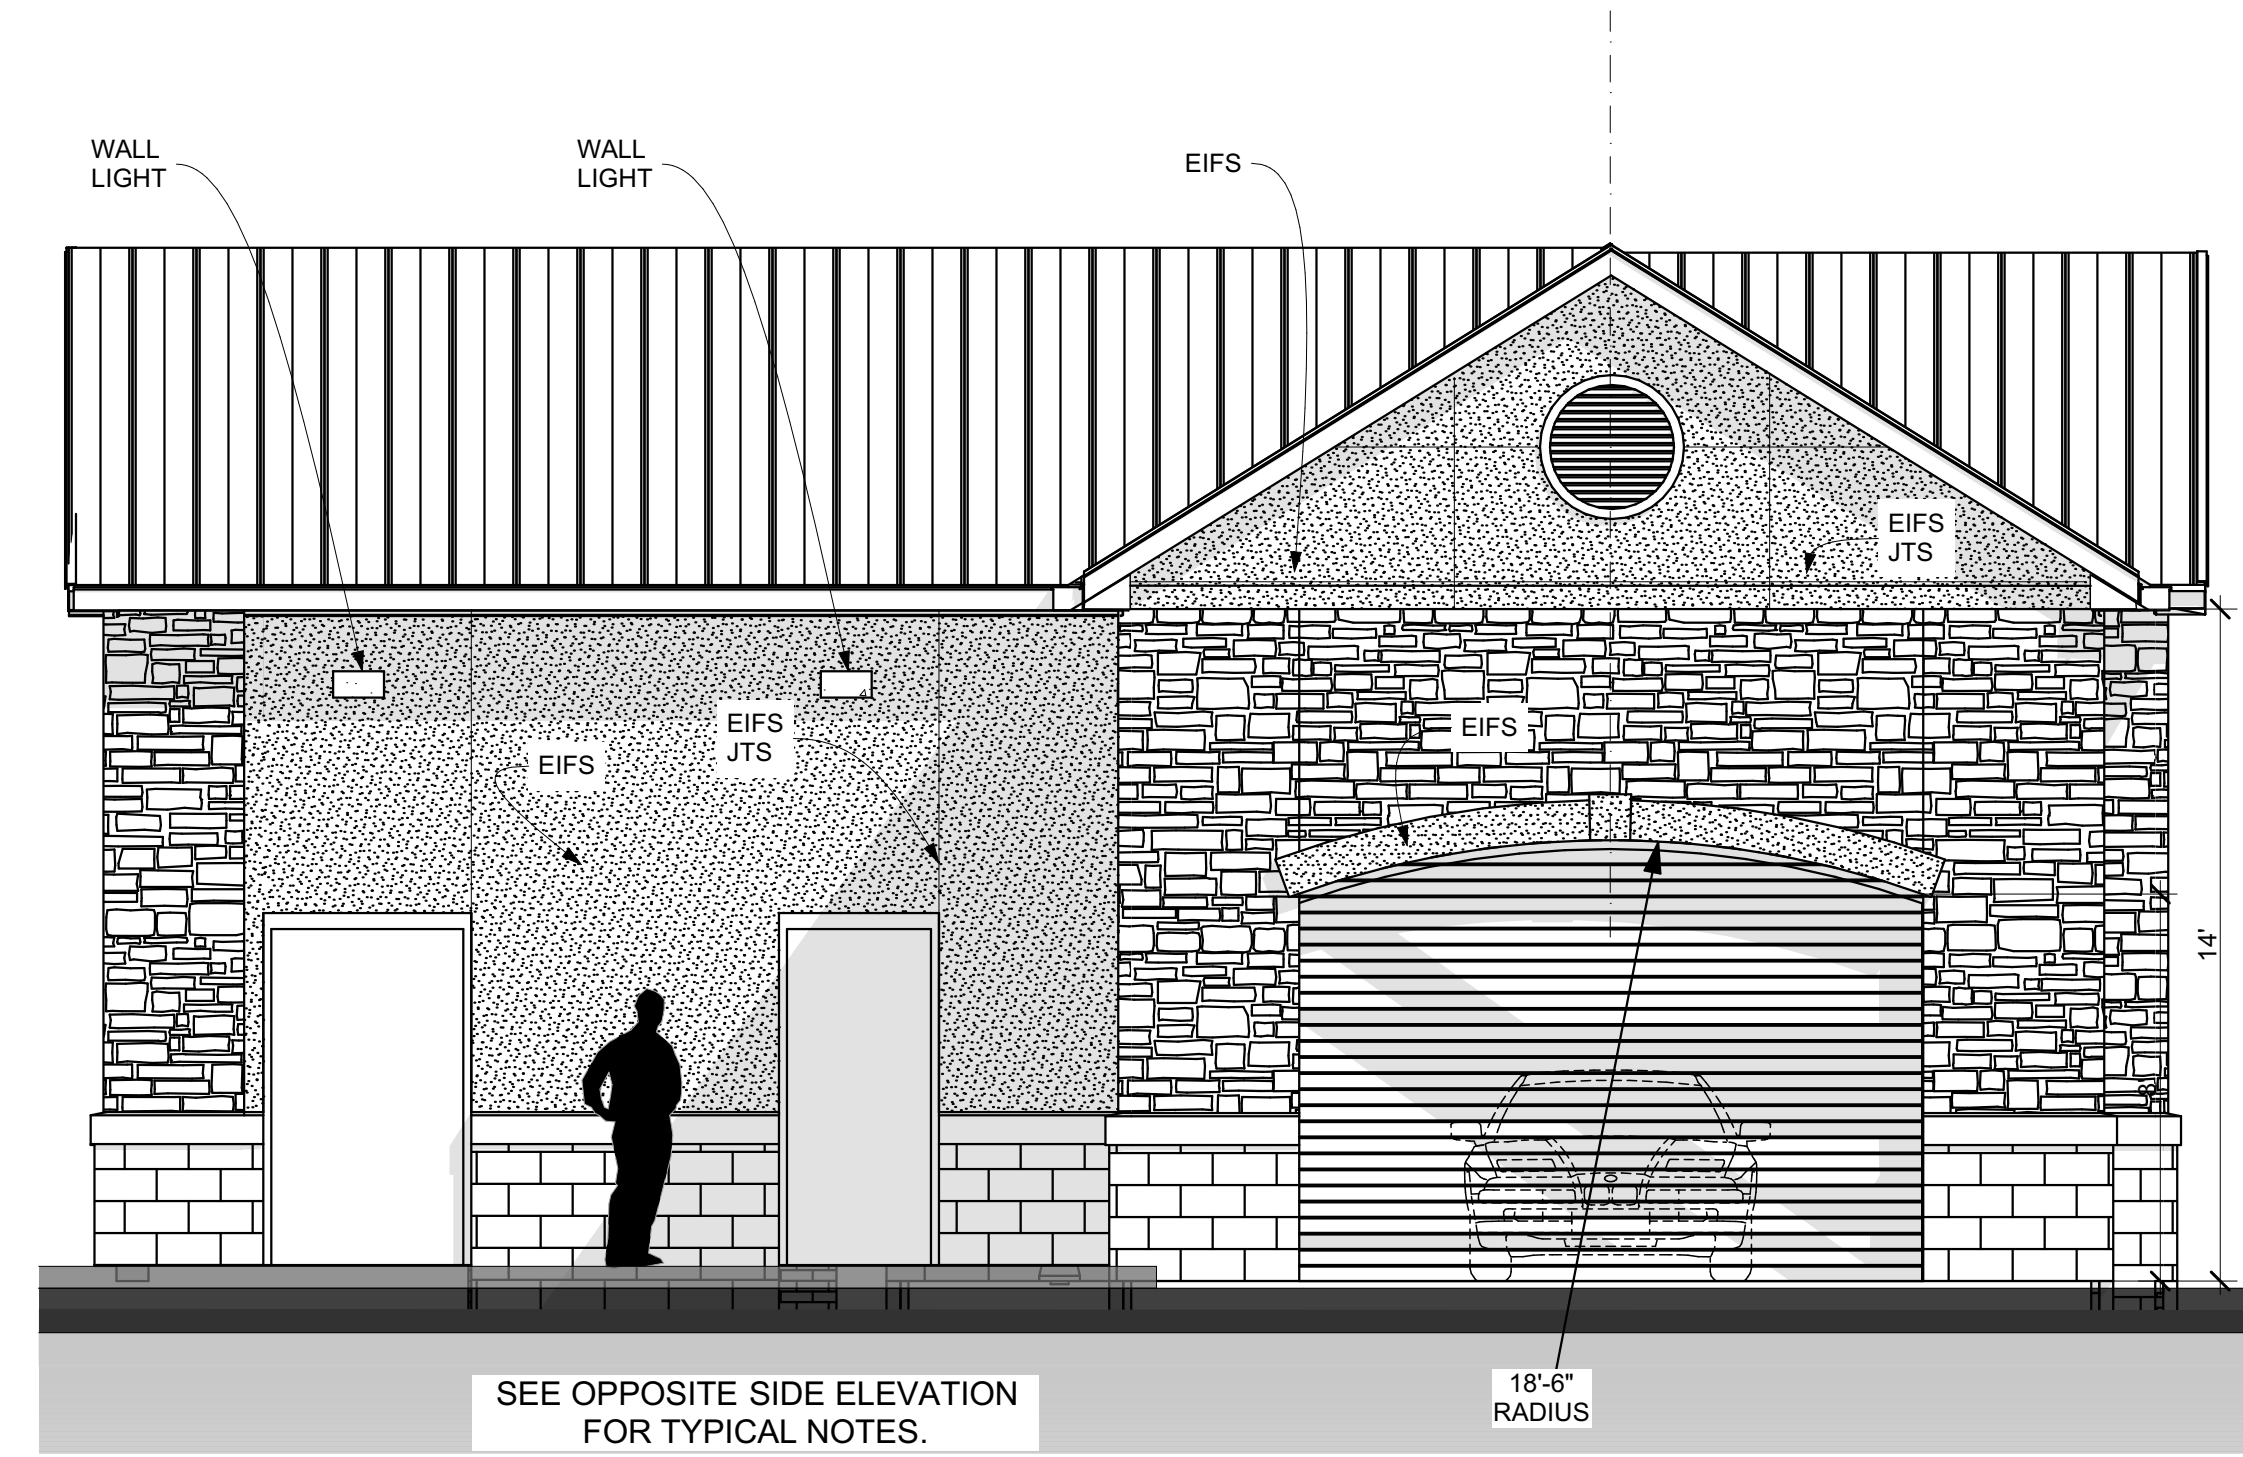 WALL
LIGHT
WALL
LIGHT
EIFS
EIFS
JTS
EIFS
JTS
EIFS
EIFS
14'
8'
18'-6"
RADIUS
SEE OPPOSITE SIDE ELEVATION
FOR TYPICAL NOTES.